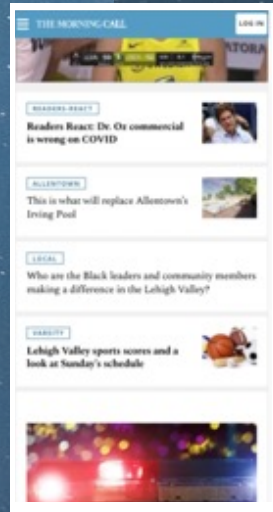 THE MORNING CALL
LOG IN
READERS REACT
Readers React: Dr. Oz commercial
is wrong on COVID
ALLENTOWN
This is what will replace Allentown's
Irving Pool
LOCAL
Who are the Black leaders and community members
making a difference in the Lehigh Valley?
VARSITY
Lehigh Valley sports scores and a
look at Sunday's schedule